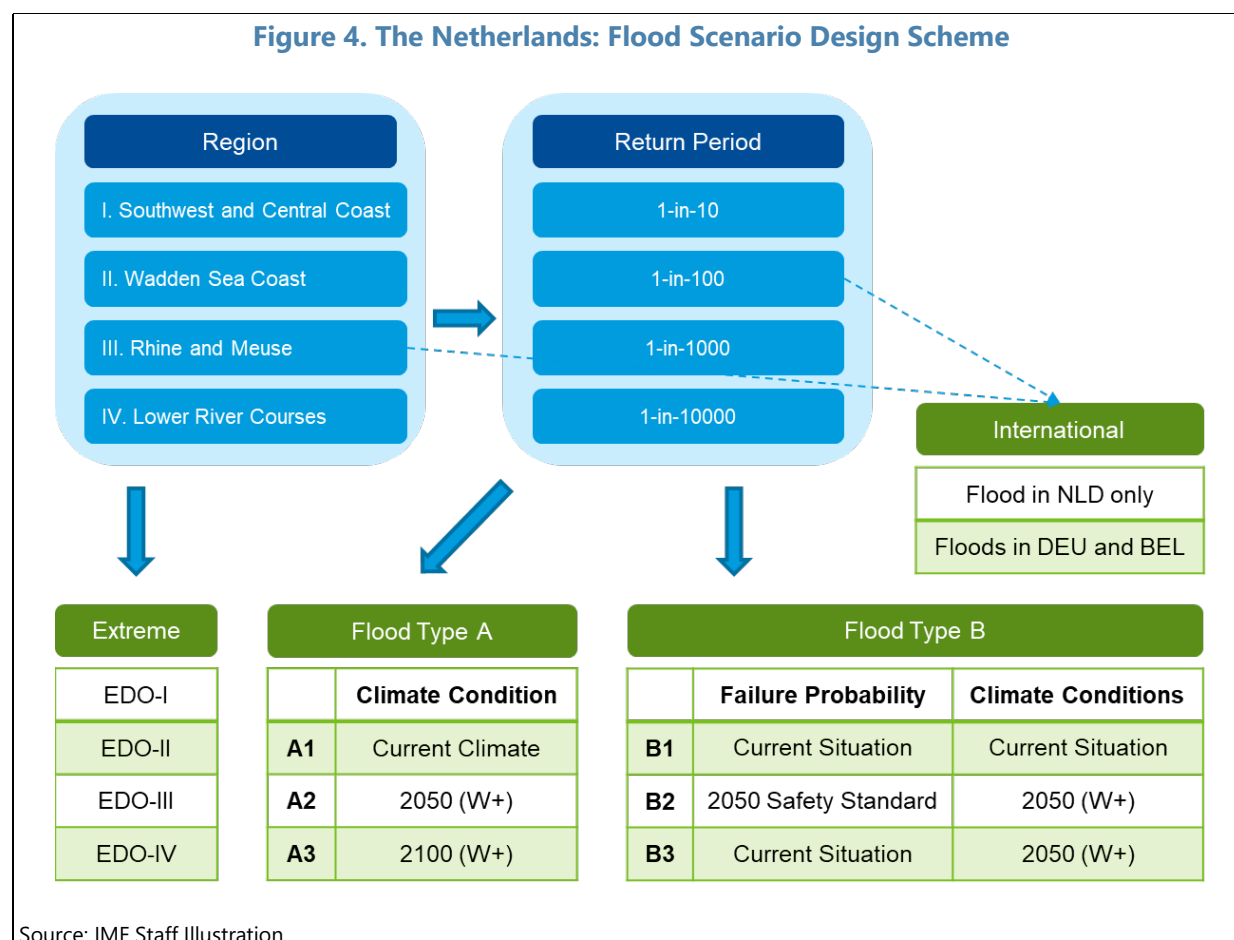 Figure 4. The Netherlands: Flood Scenario Design Scheme
Region
I. Southwest and Central Coast
II. Wadden Sea Coast
III. Rhine and Meuse
IV. Lower River Courses
Return Period
1-in-10
1-in-100
1-in-1000
1-in-10000
International
Flood in NLD only
Floods in DEU and BEL
Extreme
EDO-I
EDO-II
EDO-III
EDO-IV
Flood Type A
Climate Condition
A1 Current Climate
A2 2050 (W+)
A3 2100 (W+)
Flood Type B
Failure Probability Climate Conditions
B1 Current Situation Current Situation
B2 2050 Safety Standard 2050 (W+)
B3 Current Situation 2050 (W+)
Source: IMF Staff Illustration